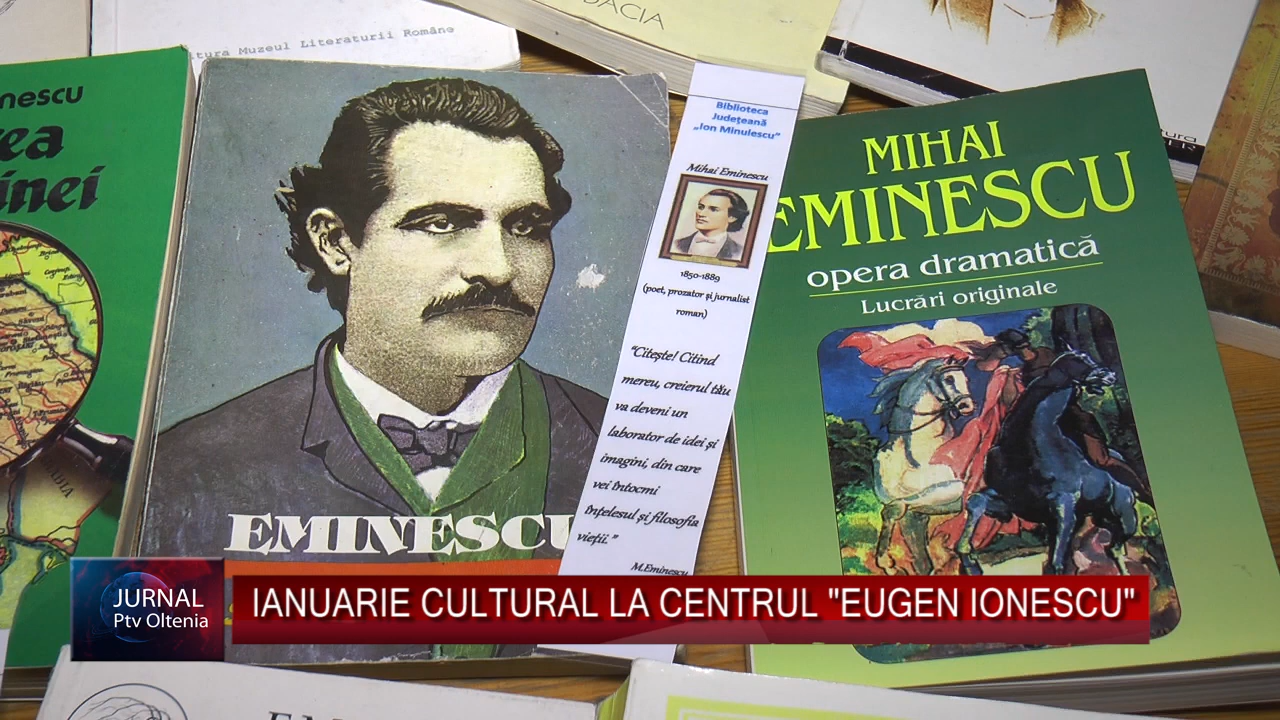 tura Muzeul Literaturii Române
DACIA
nescu
ea
inei
EMINESCU
Biblioteca
Județeană
„Ion Minulescu”
Mihai Eminescu
1850-1889
(poet, prozator și jurnalist
roman)
“Citește! Citind
mereu, creierul tău
va deveni un
laborator de idei și
imagini, din care
vei întocmi
înțelesul și filosofia
vieții.”
M.Eminescu
MIHAI
EMINESCU
opera dramatică
Lucrări originale
JURNAL
Ptv Oltenia
IANUARIE CULTURAL LA CENTRUL "EUGEN IONESCU"